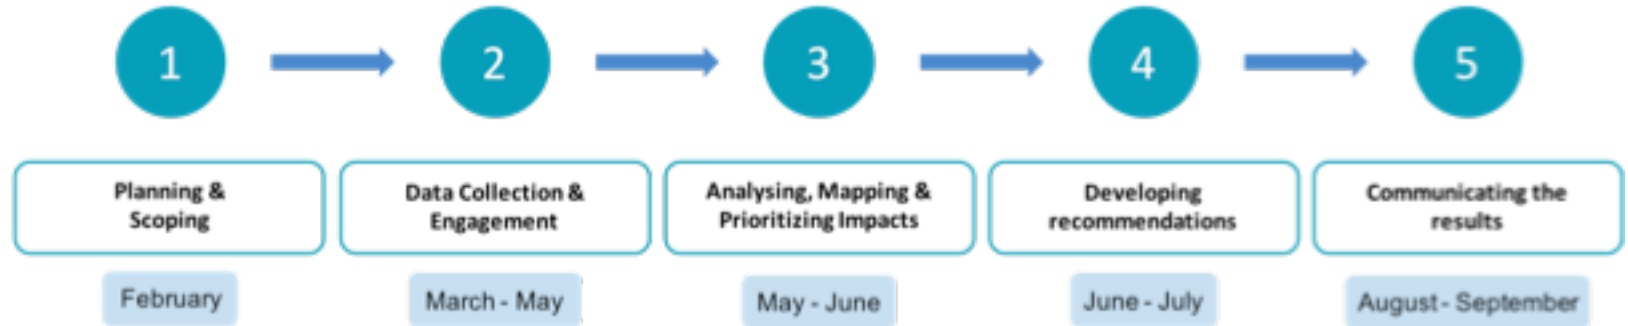 1
2
3
4
5
Planning &
Scoping
Data Collection &
Engagement
Analysing, Mapping &
Prioritizing Impacts
Developing
recommendations
Communicating the
results
February
March - May
May - June
June - July
August - September